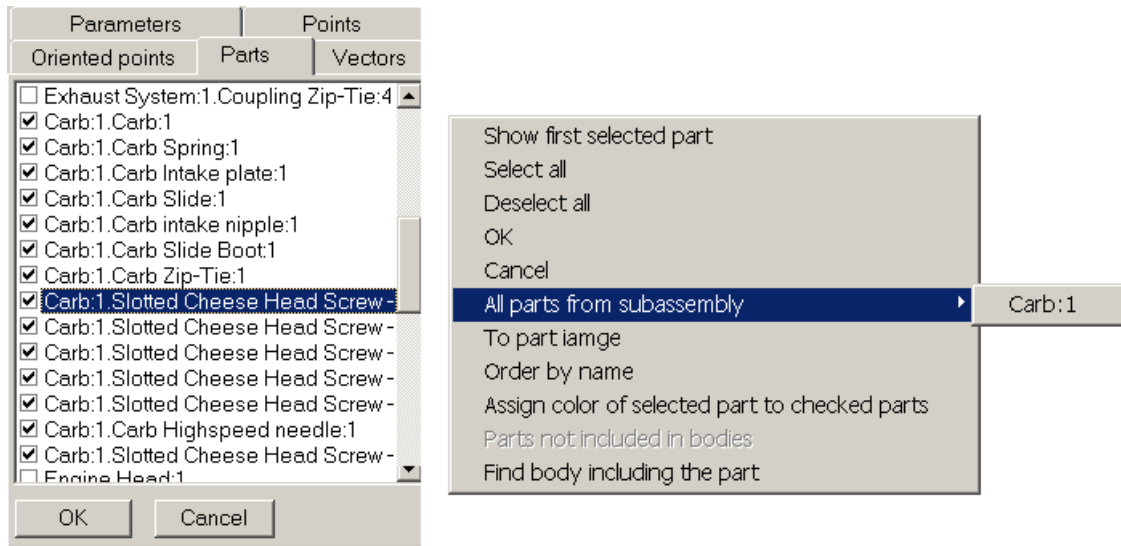 Parameters
Points
Oriented points
Parts
Vectors
Exhaust System:1.Coupling Zip-Tie:4
Carb:1.Carb:1
Carb:1.Carb Spring:1
Carb:1.Carb Intake plate:1
Carb:1.Carb Slide:1
Carb:1.Carb intake nipple:1
Carb:1.Carb Slide Boot:1
Carb:1.Carb Zip-Tie:1
Carb:1.Slotted Cheese Head Screw -
Carb:1.Slotted Cheese Head Screw -
Carb:1.Slotted Cheese Head Screw -
Carb:1.Slotted Cheese Head Screw -
Carb:1.Slotted Cheese Head Screw -
Carb:1.Carb Highspeed needle:1
Carb:1.Slotted Cheese Head Screw -
Engine Head:1
OK
Cancel
Show first selected part
Select all
Deselect all
OK
Cancel
All parts from subassembly
Carb:1
To part iamge
Order by name
Assign color of selected part to checked parts
Parts not included in bodies
Find body including the part